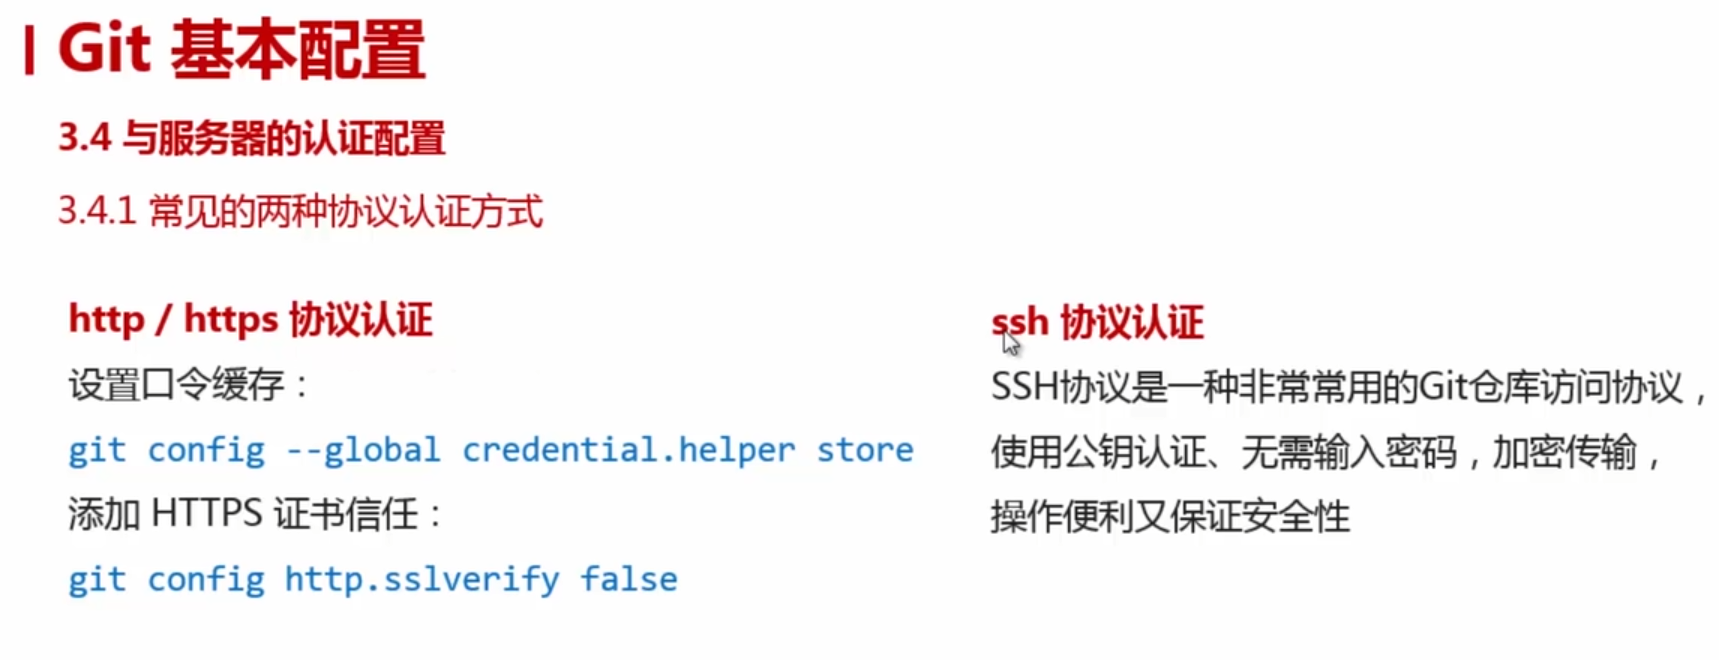 Git 基本配置
3.4 与服务器的认证配置
3.4.1 常见的两种协议认证方式
http / https 协议认证
设置口令缓存：
git config --global credential.helper store
添加 HTTPS 证书信任：
git config http.sslverify false
ssh 协议认证
SSH协议是一种非常常用的Git仓库访问协议，
使用公钥认证、无需输入密码，加密传输，
操作便利又保证安全性